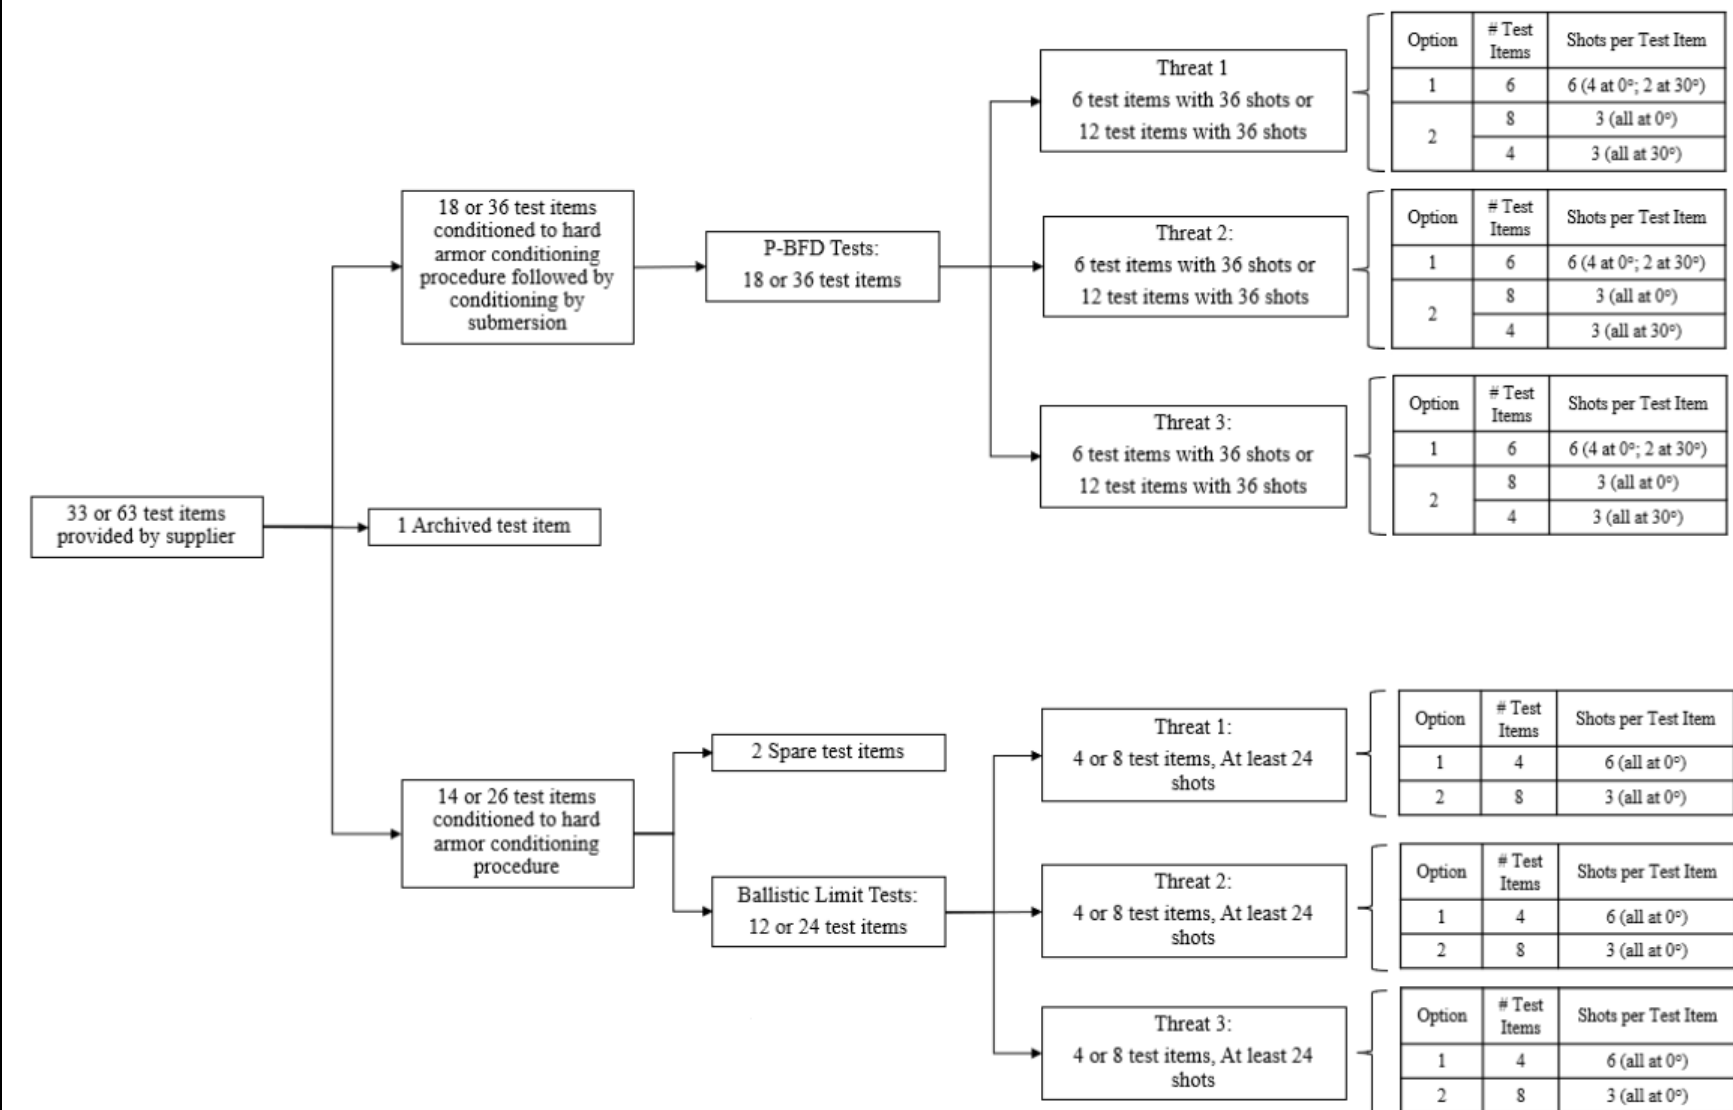 33 or 63 test items
provided by supplier
18 or 36 test items
conditioned to hard
armor conditioning
procedure followed by
conditioning by
submersion
P-BFD Tests:
18 or 36 test items
Threat 1
6 test items with 36 shots or
12 test items with 36 shots
Option # Test Items Shots per Test Item
1 6 6 (4 at 0°; 2 at 30°)
2 8 3 (all at 0°)
4 3 (all at 30°)
Threat 2:
6 test items with 36 shots or
12 test items with 36 shots
Option # Test Items Shots per Test Item
1 6 6 (4 at 0°; 2 at 30°)
2 8 3 (all at 0°)
4 3 (all at 30°)
Threat 3:
6 test items with 36 shots or
12 test items with 36 shots
Option # Test Items Shots per Test Item
1 6 6 (4 at 0°; 2 at 30°)
2 8 3 (all at 0°)
4 3 (all at 30°)
1 Archived test item
14 or 26 test items
conditioned to hard
armor conditioning
procedure
2 Spare test items
Ballistic Limit Tests:
12 or 24 test items
Threat 1:
4 or 8 test items, At least 24
shots
Option # Test Items Shots per Test Item
1 4 6 (all at 0°)
2 8 3 (all at 0°)
Threat 2:
4 or 8 test items, At least 24
shots
Option # Test Items Shots per Test Item
1 4 6 (all at 0°)
2 8 3 (all at 0°)
Threat 3:
4 or 8 test items, At least 24
shots
Option # Test Items Shots per Test Item
1 4 6 (all at 0°)
2 8 3 (all at 0°)